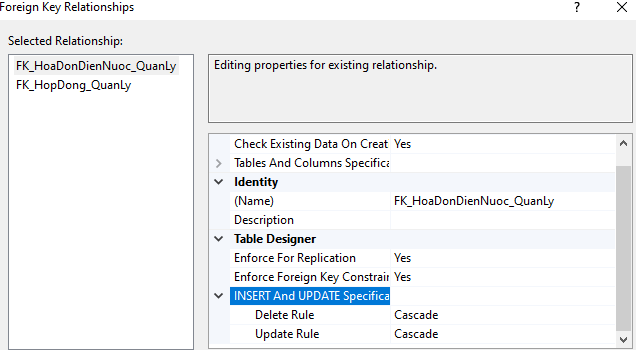 Foreign Key Relationships
? ×
Selected Relationship:
FK_HoaDonDienNuoc_QuanLy
FK_HopDong_QuanLy
Editing properties for existing relationship.
Check Existing Data On Creat Yes
Tables And Columns Specifica
Identity
(Name) FK_HoaDonDienNuoc_QuanLy
Description
Table Designer
Enforce For Replication Yes
Enforce Foreign Key Constrain Yes
INSERT And UPDATE Specifica
Delete Rule Cascade
Update Rule Cascade